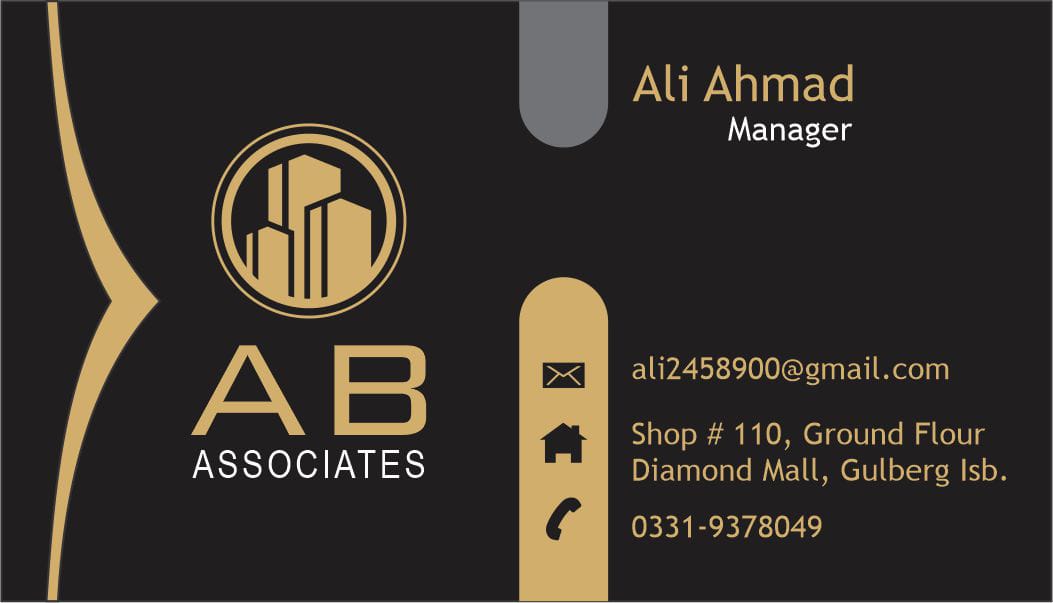 AB
ASSOCIATES
Ali Ahmad
Manager
ali2458900@gmail.com
Shop # 110, Ground Flour
Diamond Mall, Gulberg Isb.
0331-9378049